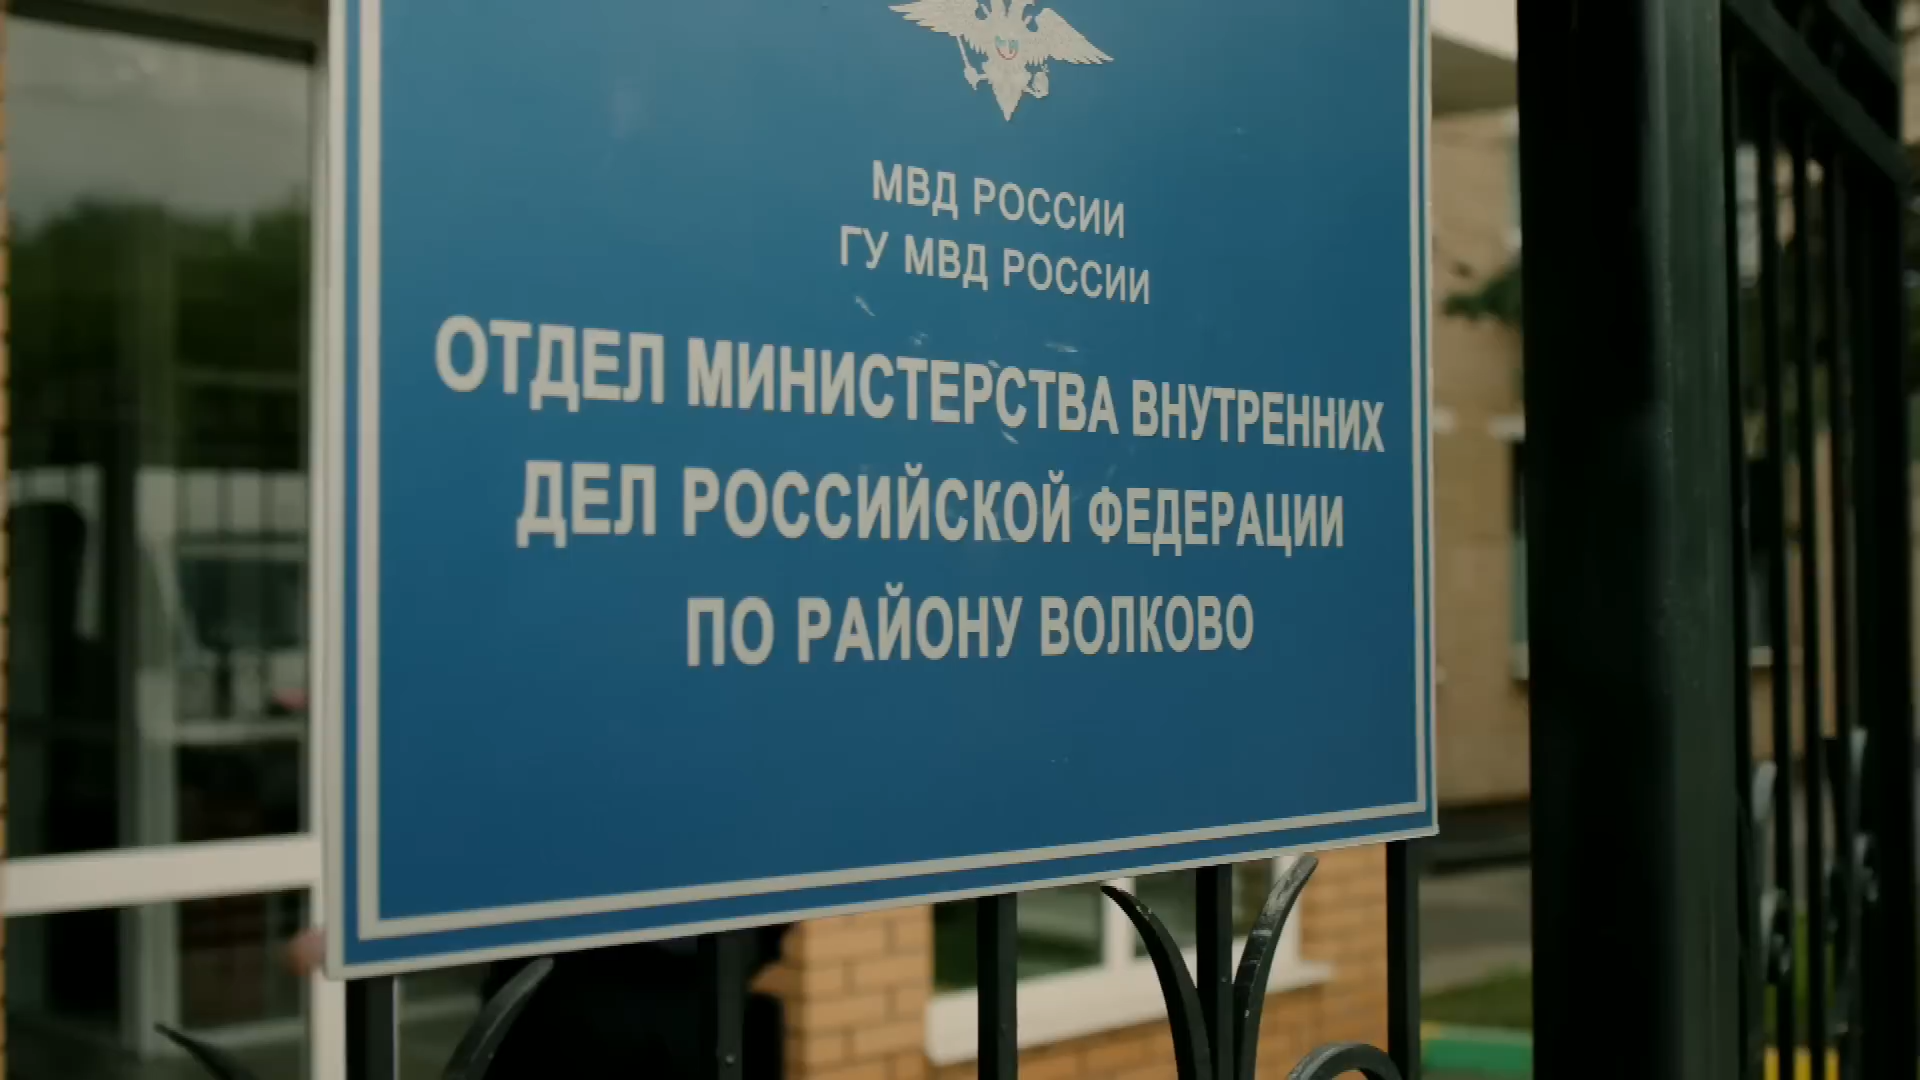 МВД РОССИИ
ГУ МВД РОССИИ
ОТДЕЛ МИНИСТЕРСТВА ВНУТРЕННИХ
ДЕЛ РОССИЙСКОЙ ФЕДЕРАЦИИ
ПО РАЙОНУ ВОЛКОВО